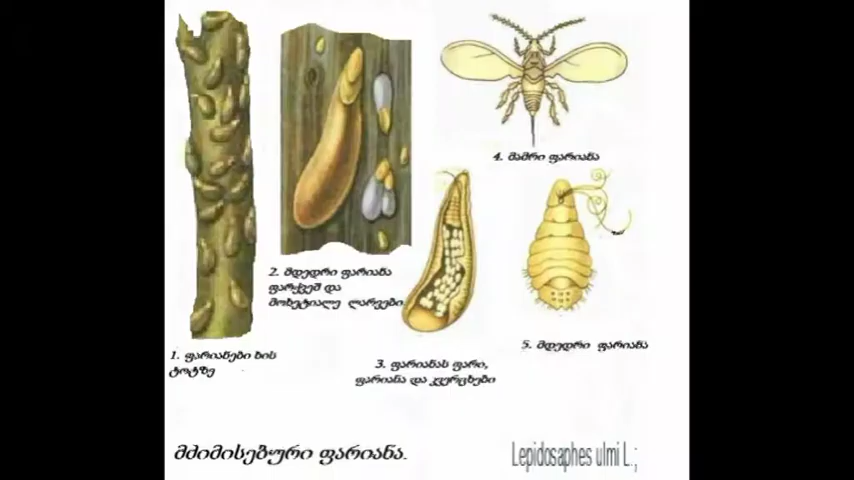 4. მამრი ფარიანა
2. მდედრი ფარიანა
ფარქვეშ და
მოხეტიალე ლარვები
5. მდედრი ფარიანა
1. ფარიანები ხის
ტოტზე
3. ფარიანას ფარი,
ფარიანა და კვერცხები
მძიმისებური ფარიანა.
Lepidosaphes ulmi L.;